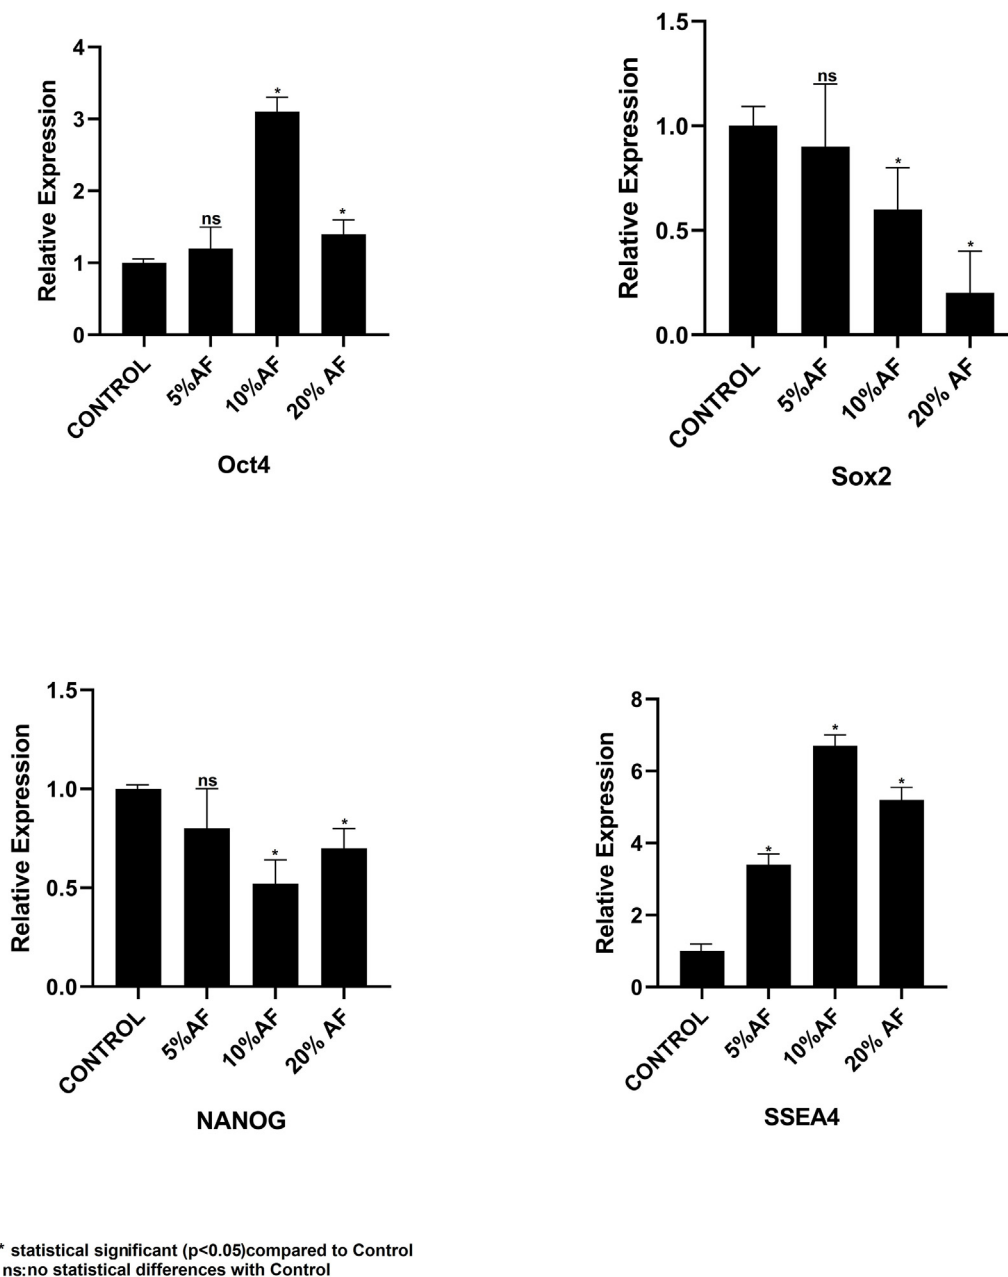 Relative Expression
4
3
2
1
0
*
ns
*
CONTROL
5%AF
10%AF
20% AF
Oct4
Relative Expression
1.5
1.0
0.5
0.0
ns
*
*
CONTROL
5%AF
10%AF
20% AF
Sox2
Relative Expression
1.5
1.0
0.5
0.0
ns
*
*
CONTROL
5%AF
10%AF
20% AF
NANOG
Relative Expression
8
6
4
2
0
*
*
*
CONTROL
5%AF
10%AF
20% AF
SSEA4
* statistical significant (p<0.05)compared to Control
ns:no statistical differences with Control